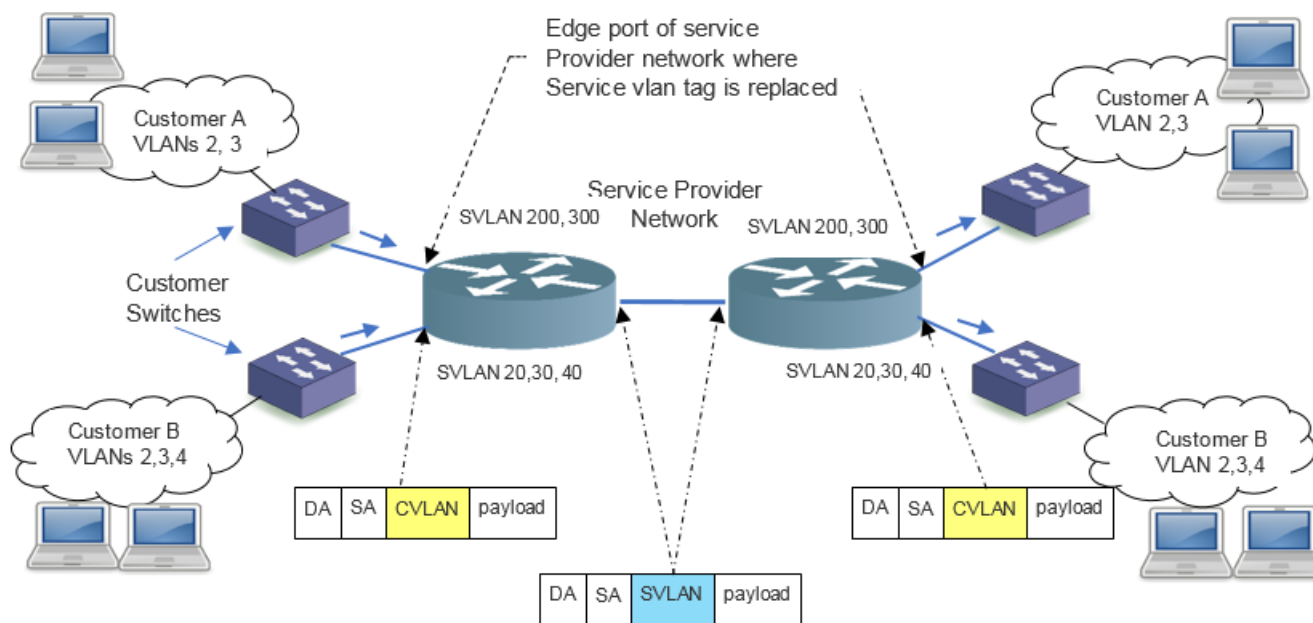 Edge port of service
Provider network where
Service vlan tag is replaced
Customer A
VLANs 2, 3
Customer A
VLAN 2,3
Service Provider
Network
SVLAN 200, 300
SVLAN 200, 300
Customer
Switches
SVLAN 20,30, 40
SVLAN 20,30, 40
Customer B
VLANs 2,3,4
Customer B
VLAN 2,3,4
DA SA CVLAN payload
DA SA CVLAN payload
DA SA SVLAN payload